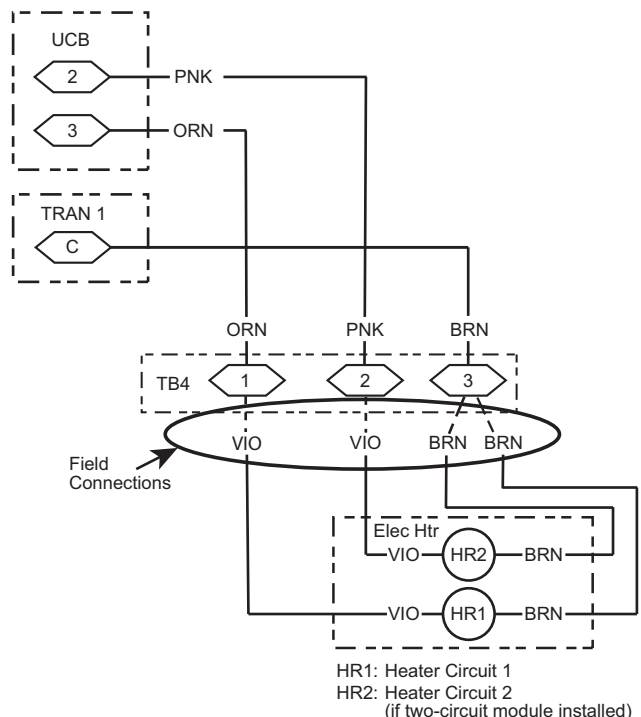 UCB
2 PNK
3 ORN
TRAN 1
C
ORN PNK BRN
TB4 1 2 3
VIO VIO BRN BRN
Field
Connections
Elec Htr
VIO HR2 BRN
VIO HR1 BRN
HR1: Heater Circuit 1
HR2: Heater Circuit 2
(if two-circuit module installed)